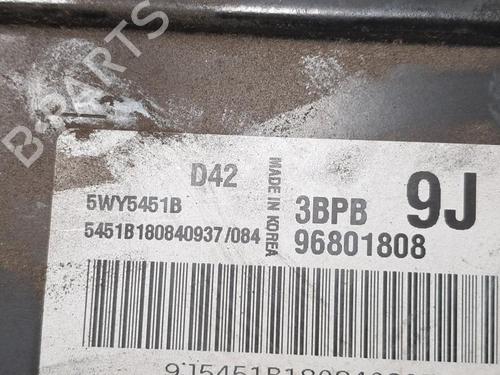 B-PARTS
D42
MADE IN KOREA
3BPB
9J
5WY5451B
5451B180840937/084
96801808